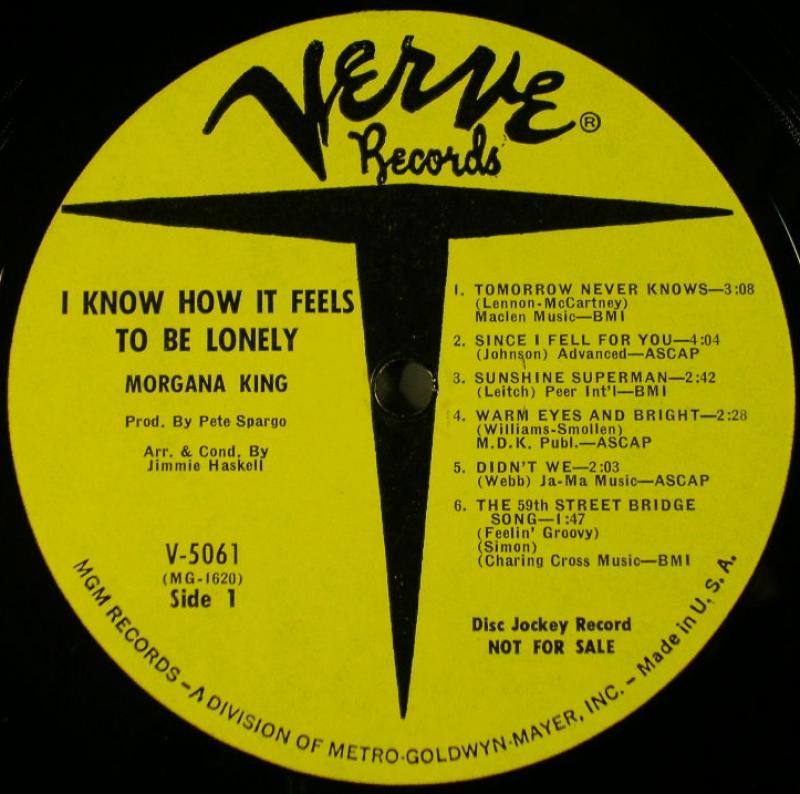 Verve ®
Records
I KNOW HOW IT FEELS
TO BE LONELY
MORGANA KING
Prod. By Pete Spargo
Arr. & Cond. By
Jimmie Haskell
V-5061
(MG-1620)
Side 1
1. TOMORROW NEVER KNOWS—3:08
(Lennon-McCartney)
Maclen Music—BMI
2. SINCE I FELL FOR YOU—4:04
(Johnson) Advanced—ASCAP
3. SUNSHINE SUPERMAN—2:42
(Leitch) Peer Int'l—BMI
4. WARM EYES AND BRIGHT—2:28
(Williams-Smollen)
M.D.K. Publ.—ASCAP
5. DIDN'T WE—2:03
(Webb) Ja-Ma Music—ASCAP
6. THE 59th STREET BRIDGE
SONG—1:47
(Feelin' Groovy)
(Simon)
(Charing Cross Music—BMI
Disc Jockey Record
NOT FOR SALE
MGM RECORDS – A DIVISION OF METRO-GOLDWYN-MAYER, INC. – Made in U. S. A.